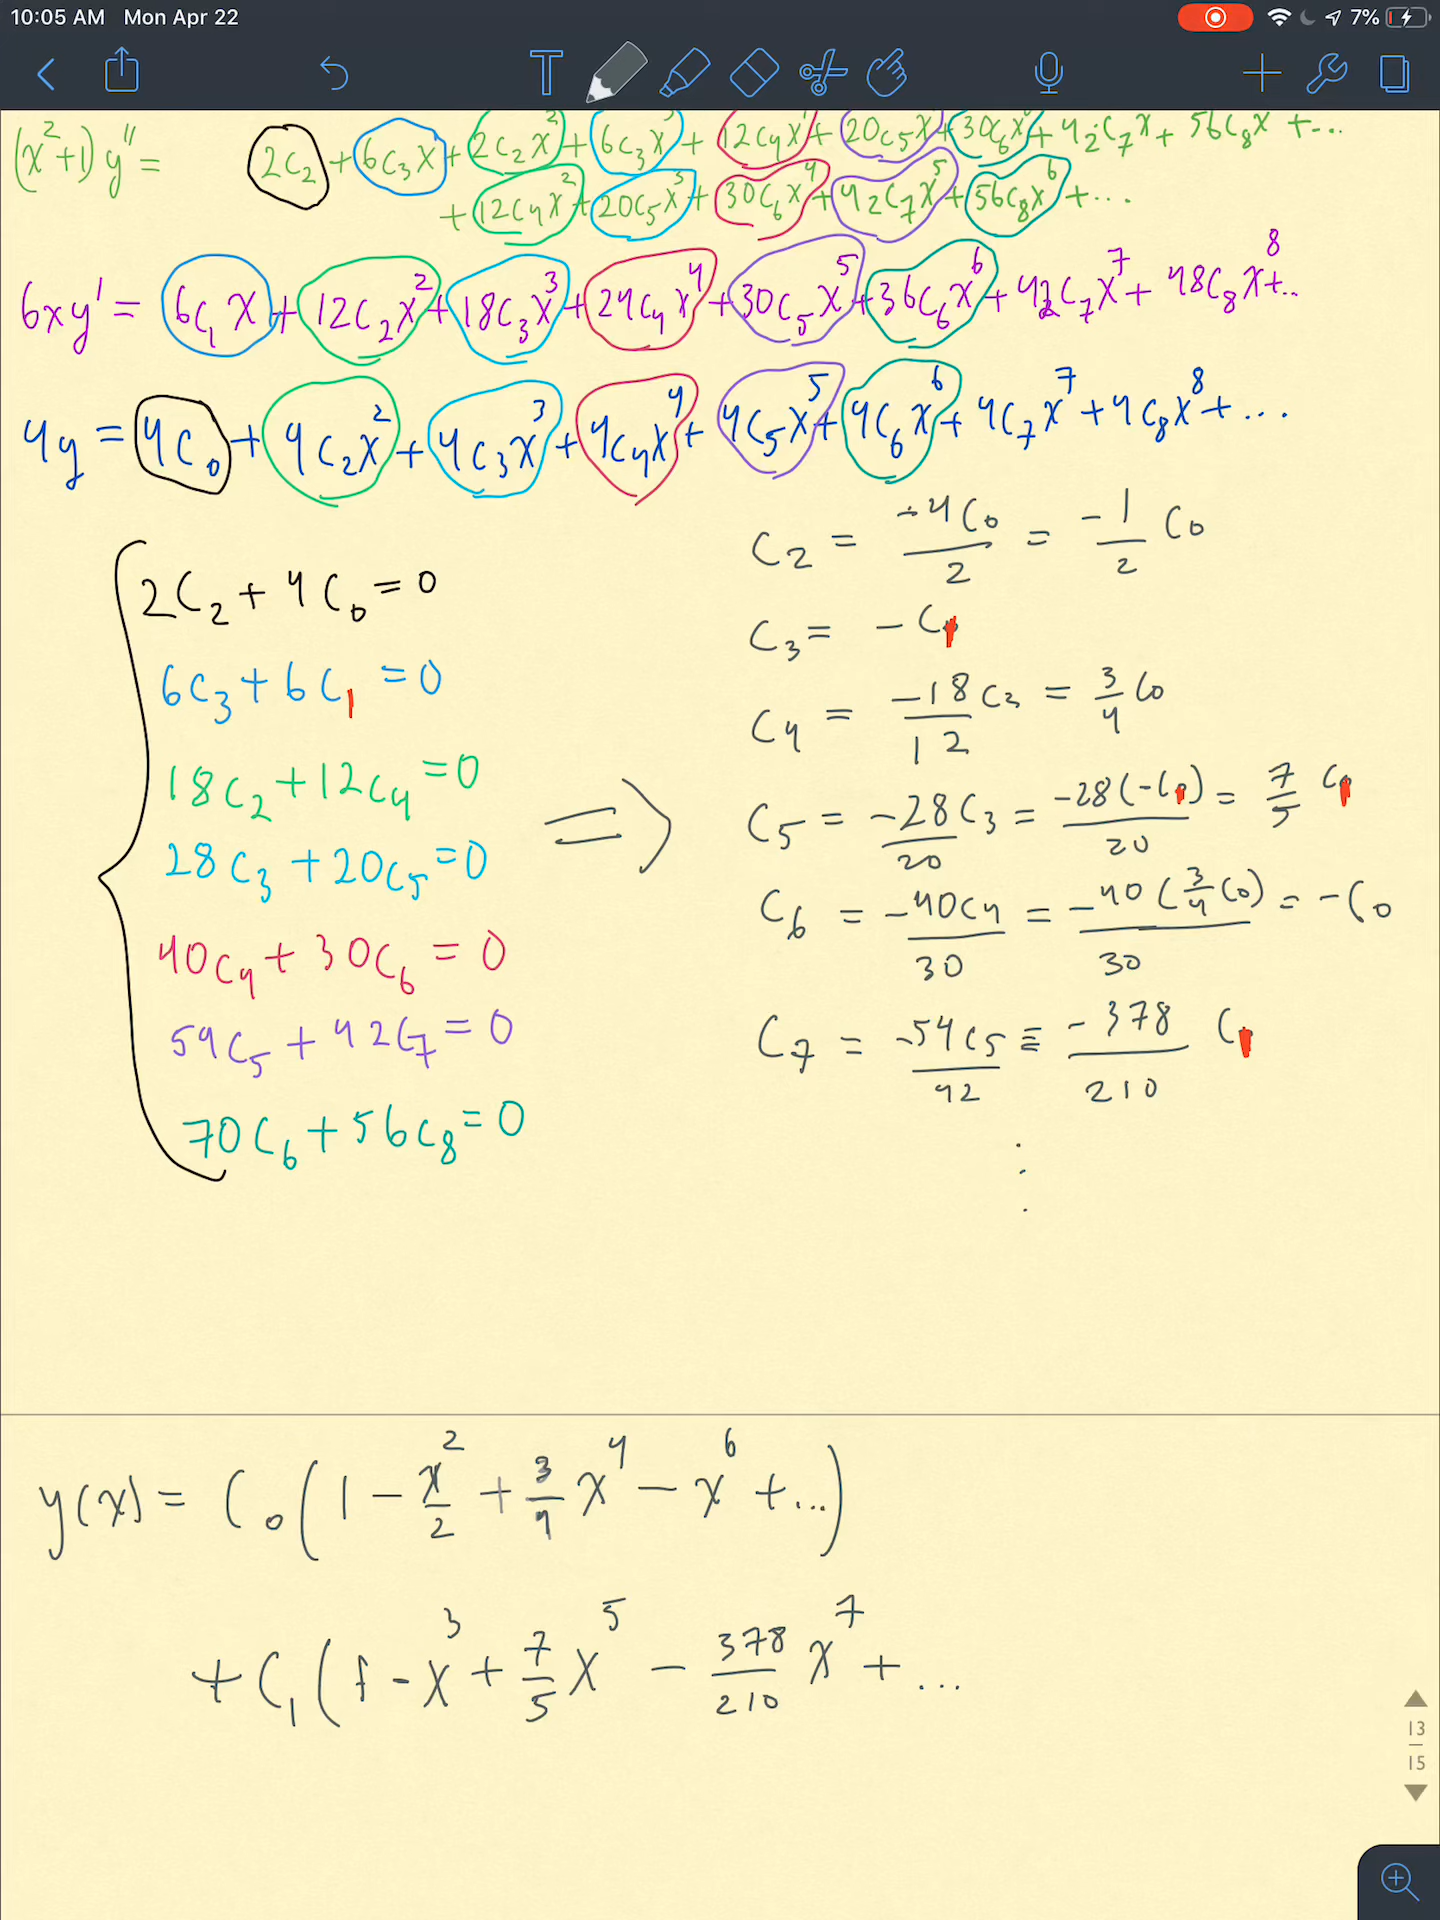 10:05 AM Mon Apr 22
7%
T
(x²+1)y'' = 2c₂ + 6c₃x + 2c₂x² + 6c₃x³ + 12c₄x⁴ + 20c₅x + 30c₆x⁶ + 42c₇x + 56c₈x + ...
+ 12c₄x² + 20c₅x³ + 30c₆x⁴ + 42c₇x⁵ + 56c₈x⁶ + ...
6xy' = 6c₁x + 12c₂x² + 18c₃x³ + 24c₄x⁴ + 30c₅x⁵ + 36c₆x⁶ + 42c₇x⁷ + 48c₈x⁸ + ..
4y = 4c₀ + 4c₂x² + 4c₃x³ + 4c₄x⁴ + 4c₅x⁵ + 4c₆x⁶ + 4c₇x⁷ + 4c₈x⁸ + ...
2c₂ + 4c₀ = 0
6c₃ + 6c₁ = 0
18c₂ + 12c₄ = 0
28c₃ + 20c₅ = 0
40c₄ + 30c₆ = 0
54c₅ + 42c₇ = 0
70c₆ + 56c₈ = 0
=>
c₂ = -4c₀/2 = -1/2 c₀
c₃ = -c₁
c₄ = -18/12 c₂ = 3/4 c₀
c₅ = -28c₃/20 = -28(-c₁)/20 = 7/5 c₁
c₆ = -40c₄/30 = -40(3/4 c₀)/30 = -c₀
c₇ = -54c₅/42 = -378/210 c₁
⋮
y(x) = c₀(1 - x²/2 + 3/4 x⁴ - x⁶ + ...)
+ c₁(1 - x³ + 7/5 x⁵ - 378/210 x⁷ + ...
13
15